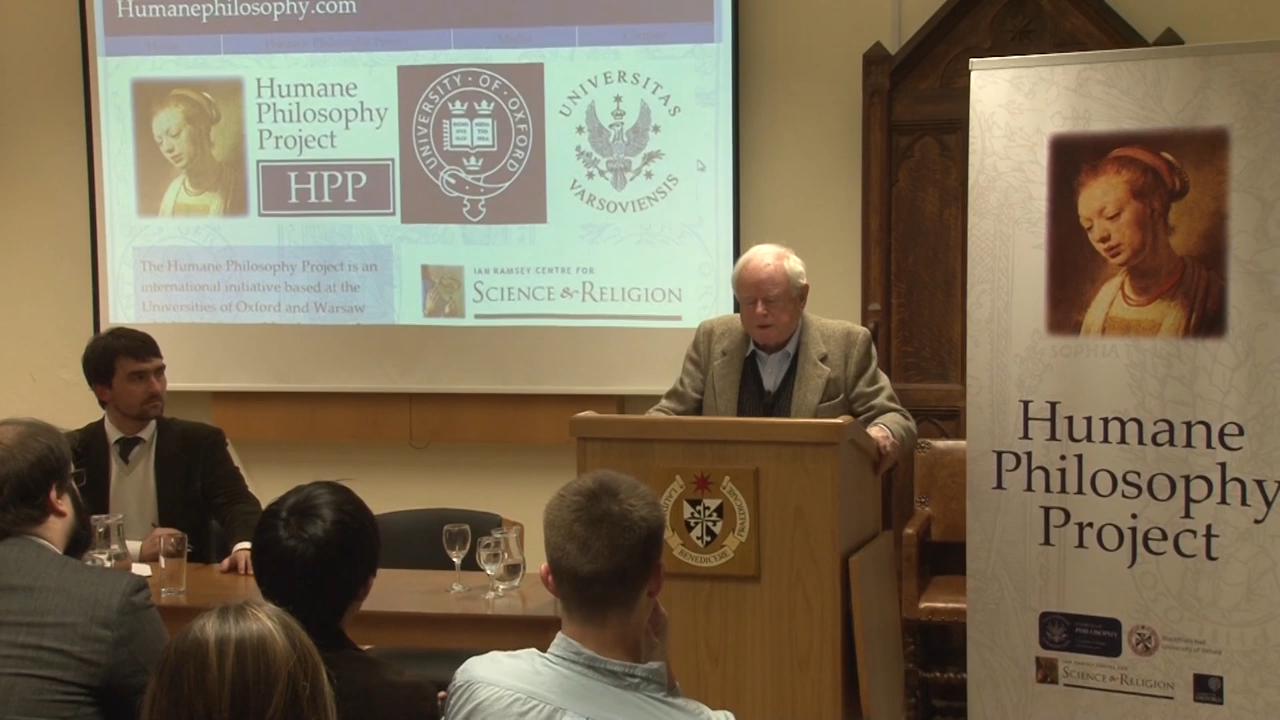 Humanephilosophy.com
Humane
Philosophy
Project
HPP
UNIVERSITY · OF · OXFORD
UNIVERSITAS
VARSOVIENSIS
The Humane Philosophy Project is an
international initiative based at the
Universities of Oxford and Warsaw
IAN RAMSEY CENTRE FOR
SCIENCE & RELIGION
BENEDICERE
SOPHIA
Humane
Philosophy
Project
PHILOSOPHY
SCIENCE & RELIGION